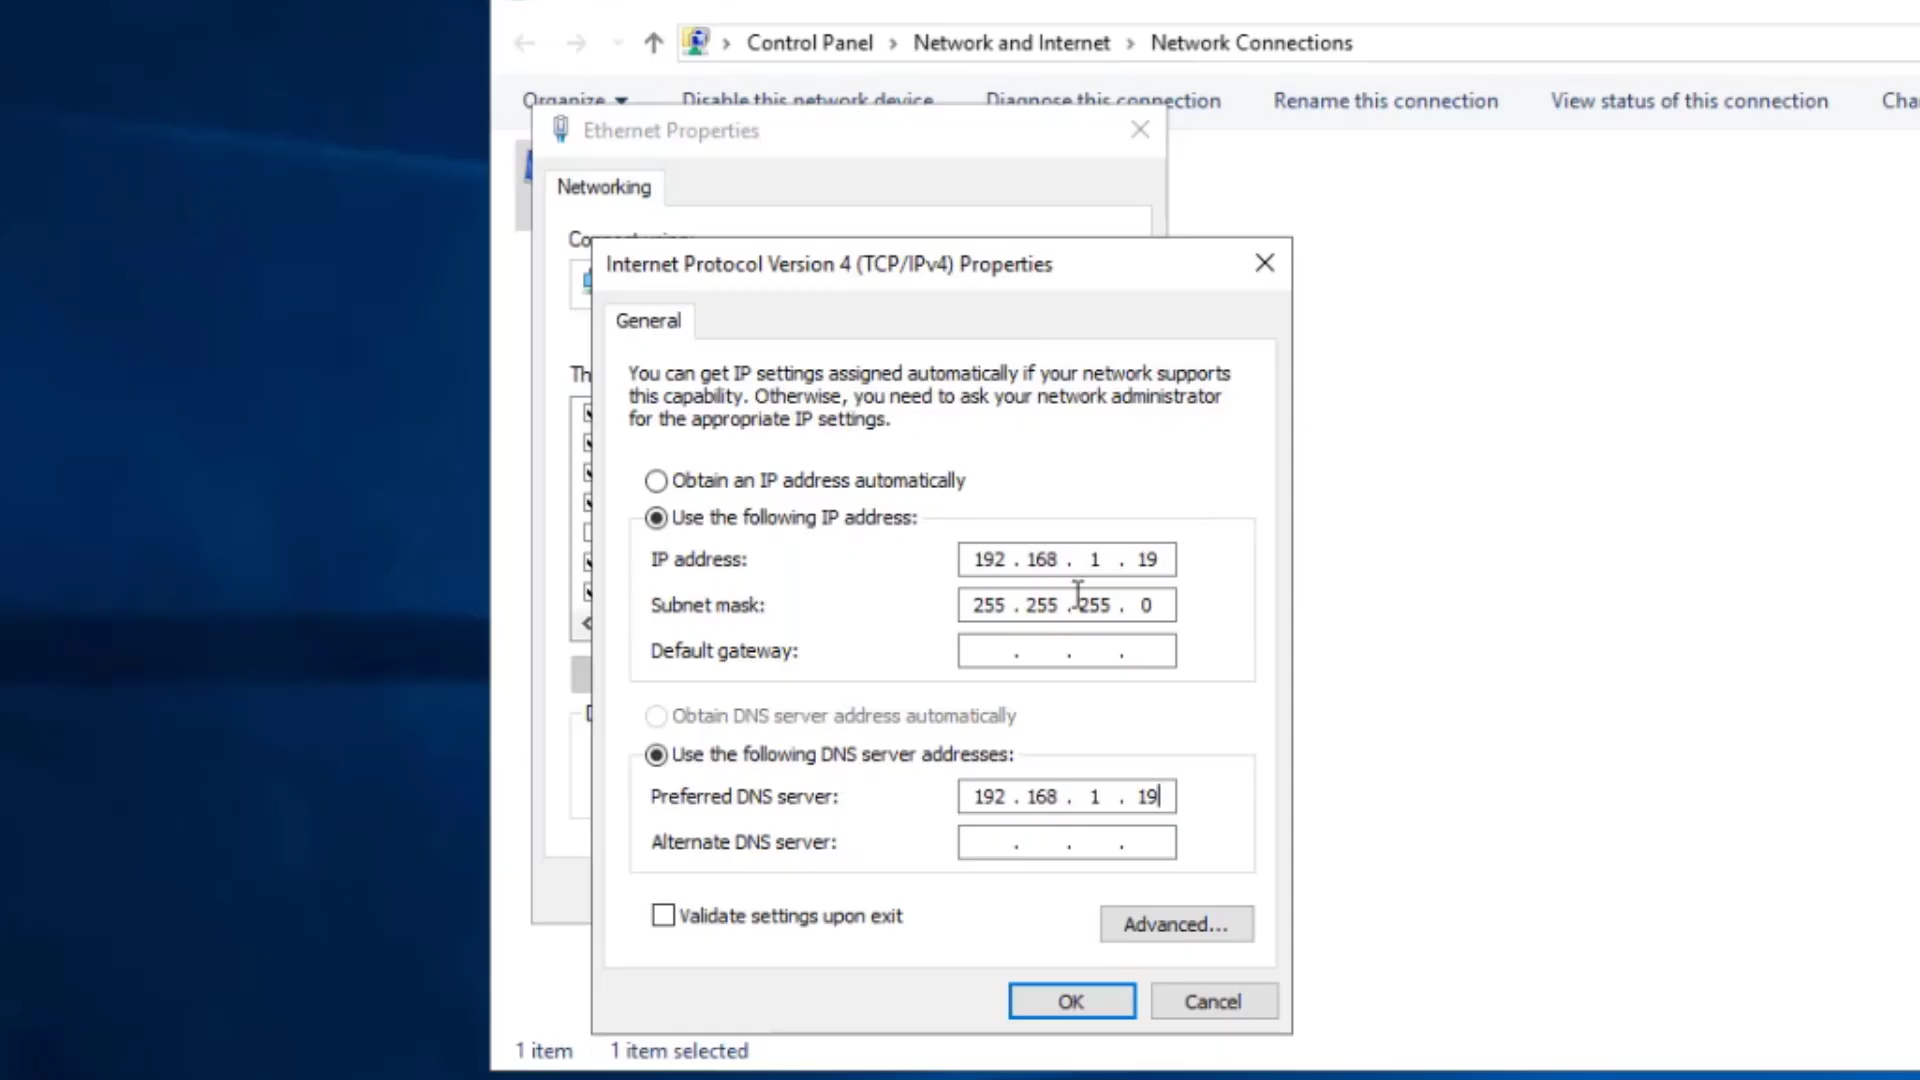 Control Panel > Network and Internet > Network Connections
Organize Disable this network device Diagnose this connection Rename this connection View status of this connection Cha
Ethernet Properties
Networking
Internet Protocol Version 4 (TCP/IPv4) Properties
General
You can get IP settings assigned automatically if your network supports
this capability. Otherwise, you need to ask your network administrator
for the appropriate IP settings.
Obtain an IP address automatically
Use the following IP address:
IP address: 192 . 168 . 1 . 19
Subnet mask: 255 . 255 . 255 . 0
Default gateway: . . .
Obtain DNS server address automatically
Use the following DNS server addresses:
Preferred DNS server: 192 . 168 . 1 . 19
Alternate DNS server: . . .
Validate settings upon exit
Advanced...
OK Cancel
1 item 1 item selected